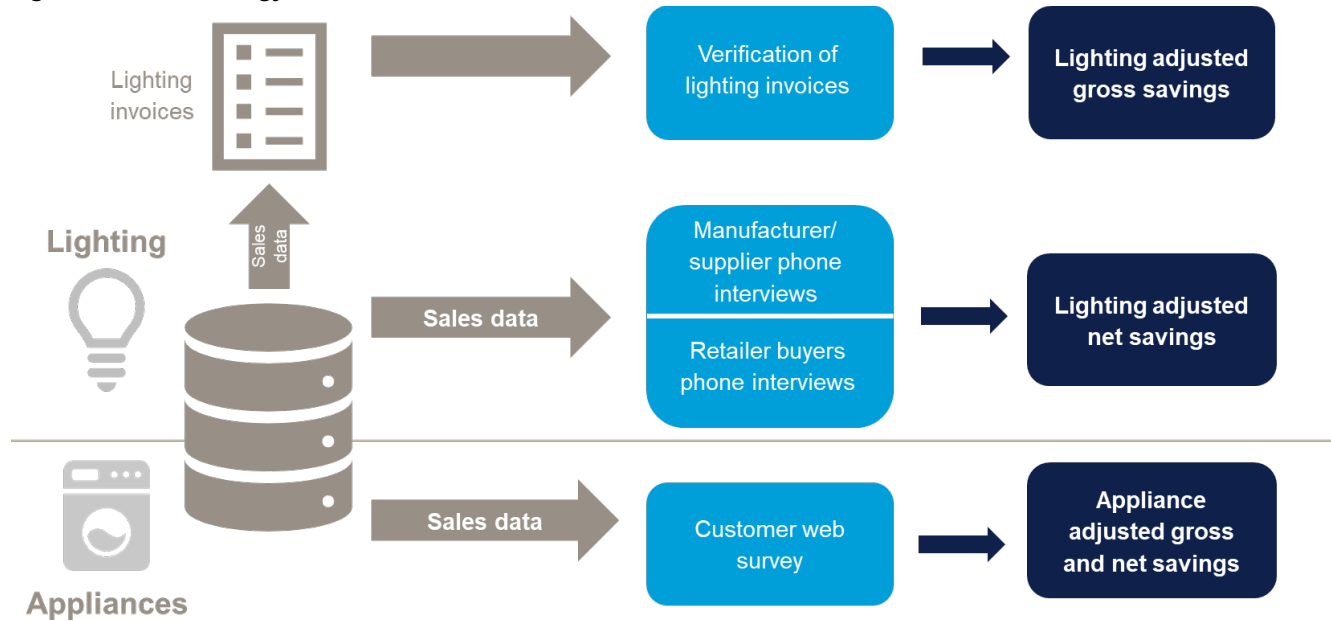 Lighting
invoices
Verification of
lighting invoices
Lighting adjusted
gross savings
Sales
data
Lighting
Sales data
Manufacturer/
supplier phone
interviews
Retailer buyers
phone interviews
Lighting adjusted
net savings
Appliances
Sales data
Customer web
survey
Appliance
adjusted gross
and net savings